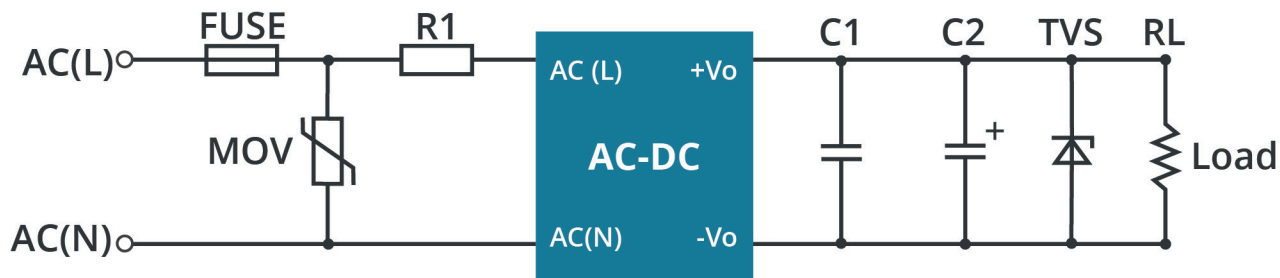 FUSE
R1
C1
C2
TVS
RL
AC(L)
AC (L)
+Vo
MOV
AC-DC
+
Load
AC(N)
AC(N)
-Vo